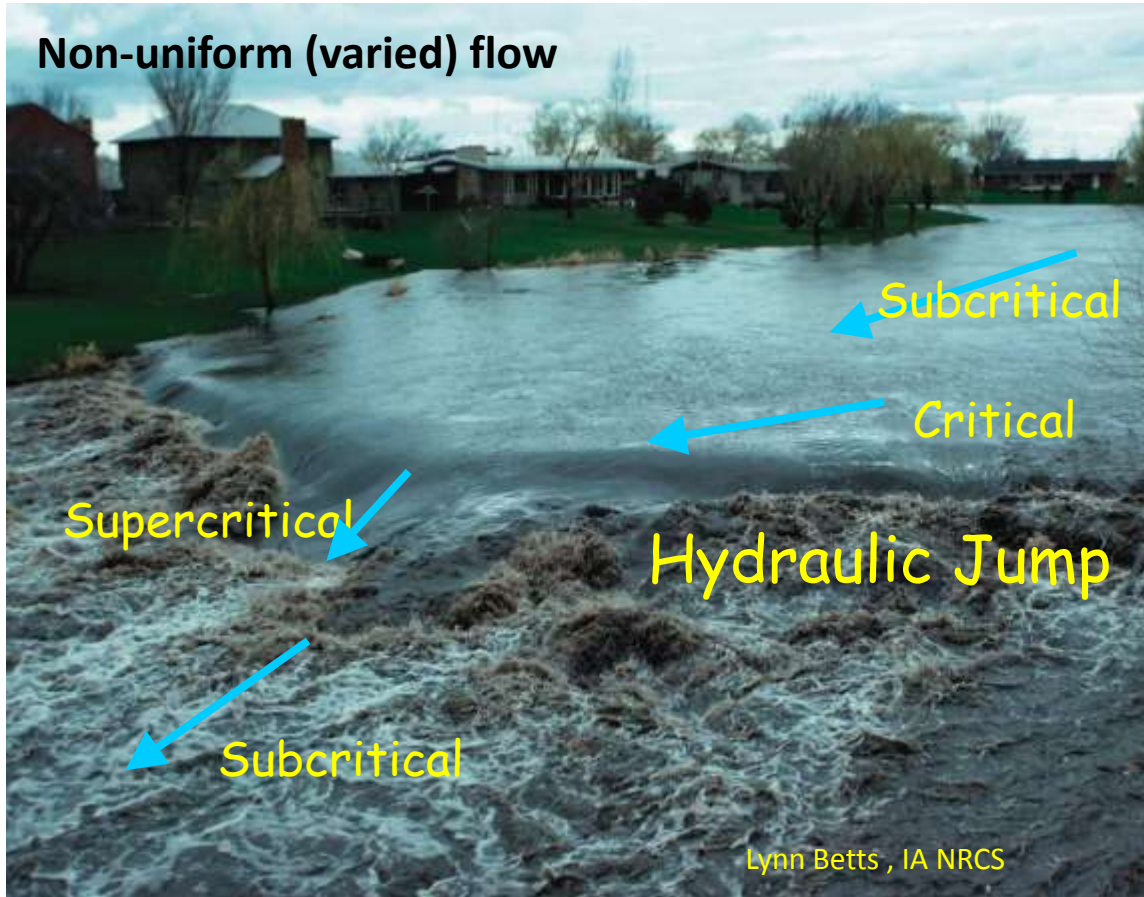 Non-uniform (varied) flow
Subcritical
Critical
Supercritical
Hydraulic Jump
Subcritical
Lynn Betts , IA NRCS